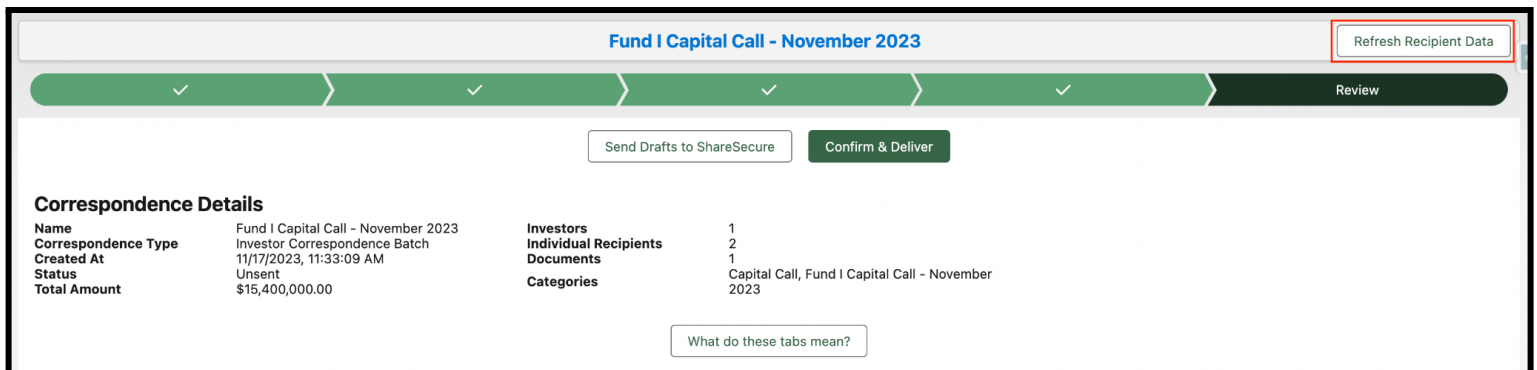 Fund I Capital Call - November 2023
Refresh Recipient Data
Review
Send Drafts to ShareSecure
Confirm & Deliver
Correspondence Details
Name Fund I Capital Call - November 2023 Investors 1
Correspondence Type Investor Correspondence Batch Individual Recipients 2
Created At 11/17/2023, 11:33:09 AM Documents 1
Status Unsent Categories Capital Call, Fund I Capital Call - November
Total Amount $15,400,000.00 2023
What do these tabs mean?